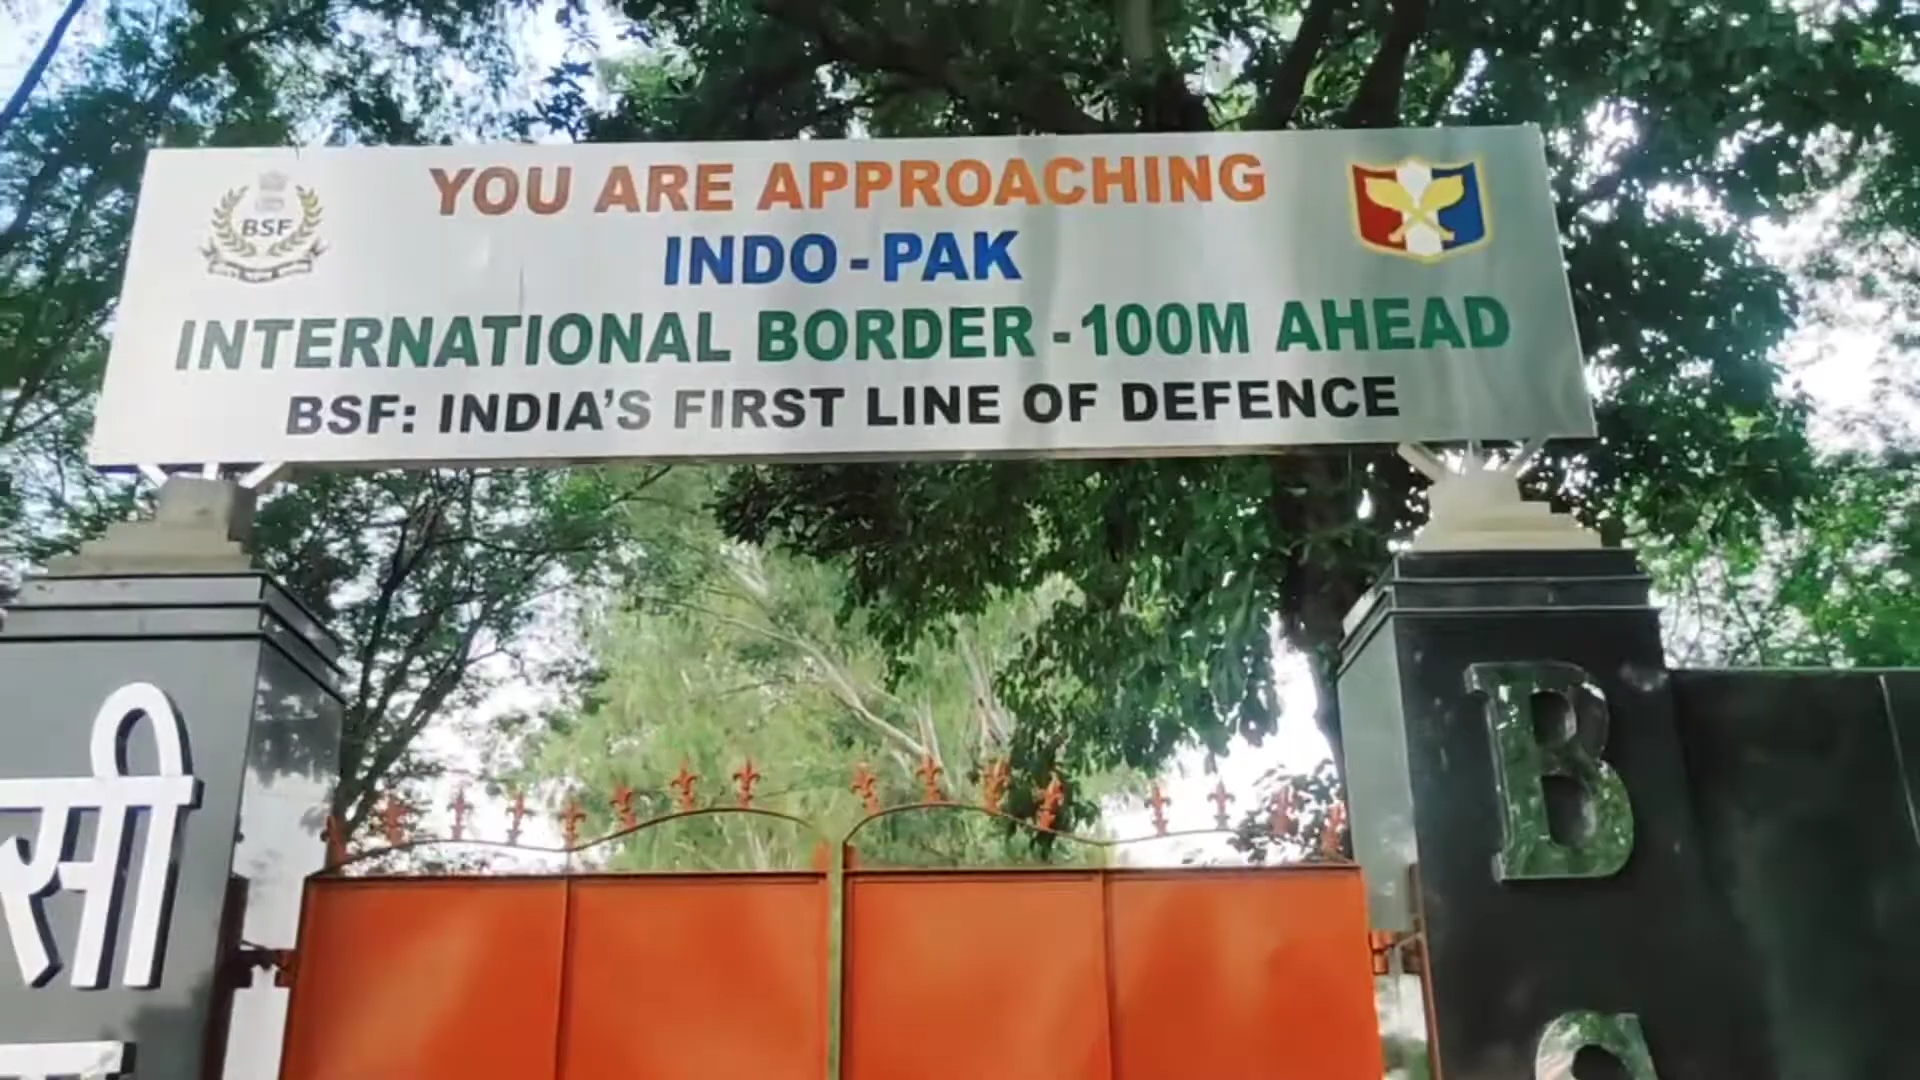 BSF
YOU ARE APPROACHING
INDO-PAK
INTERNATIONAL BORDER - 100M AHEAD
BSF: INDIA'S FIRST LINE OF DEFENCE
सी
B